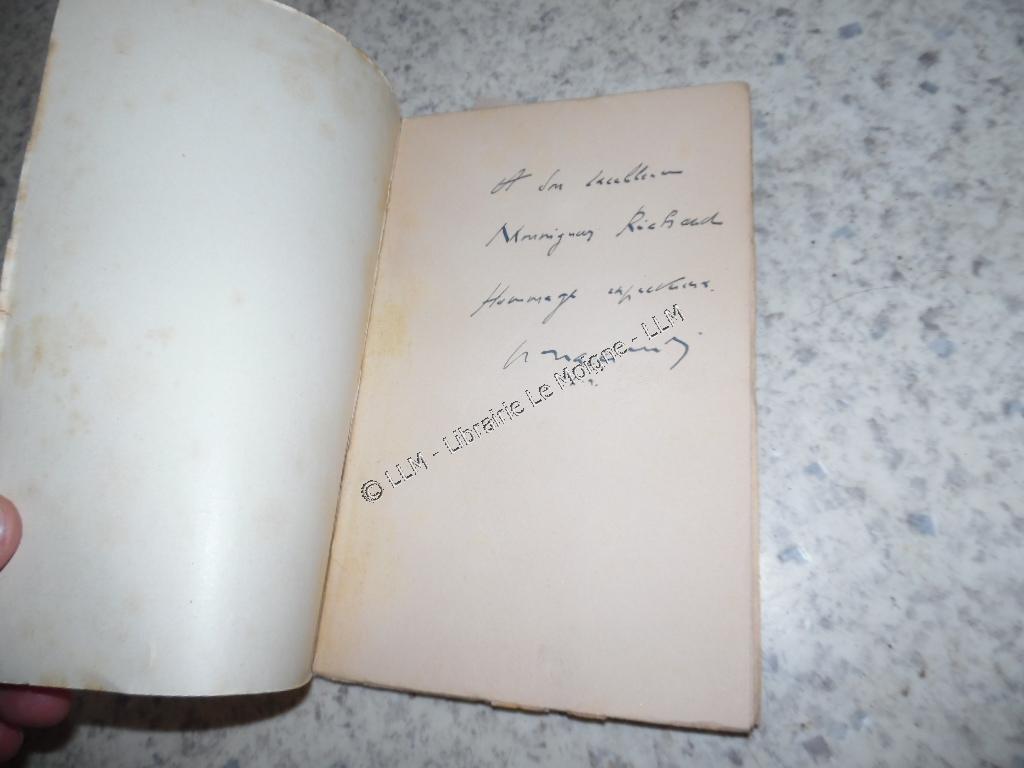 A Son Excellence
Monseigneur Richaud
Hommage respectueux.
© LLM - Librairie Le Moigne - LLM